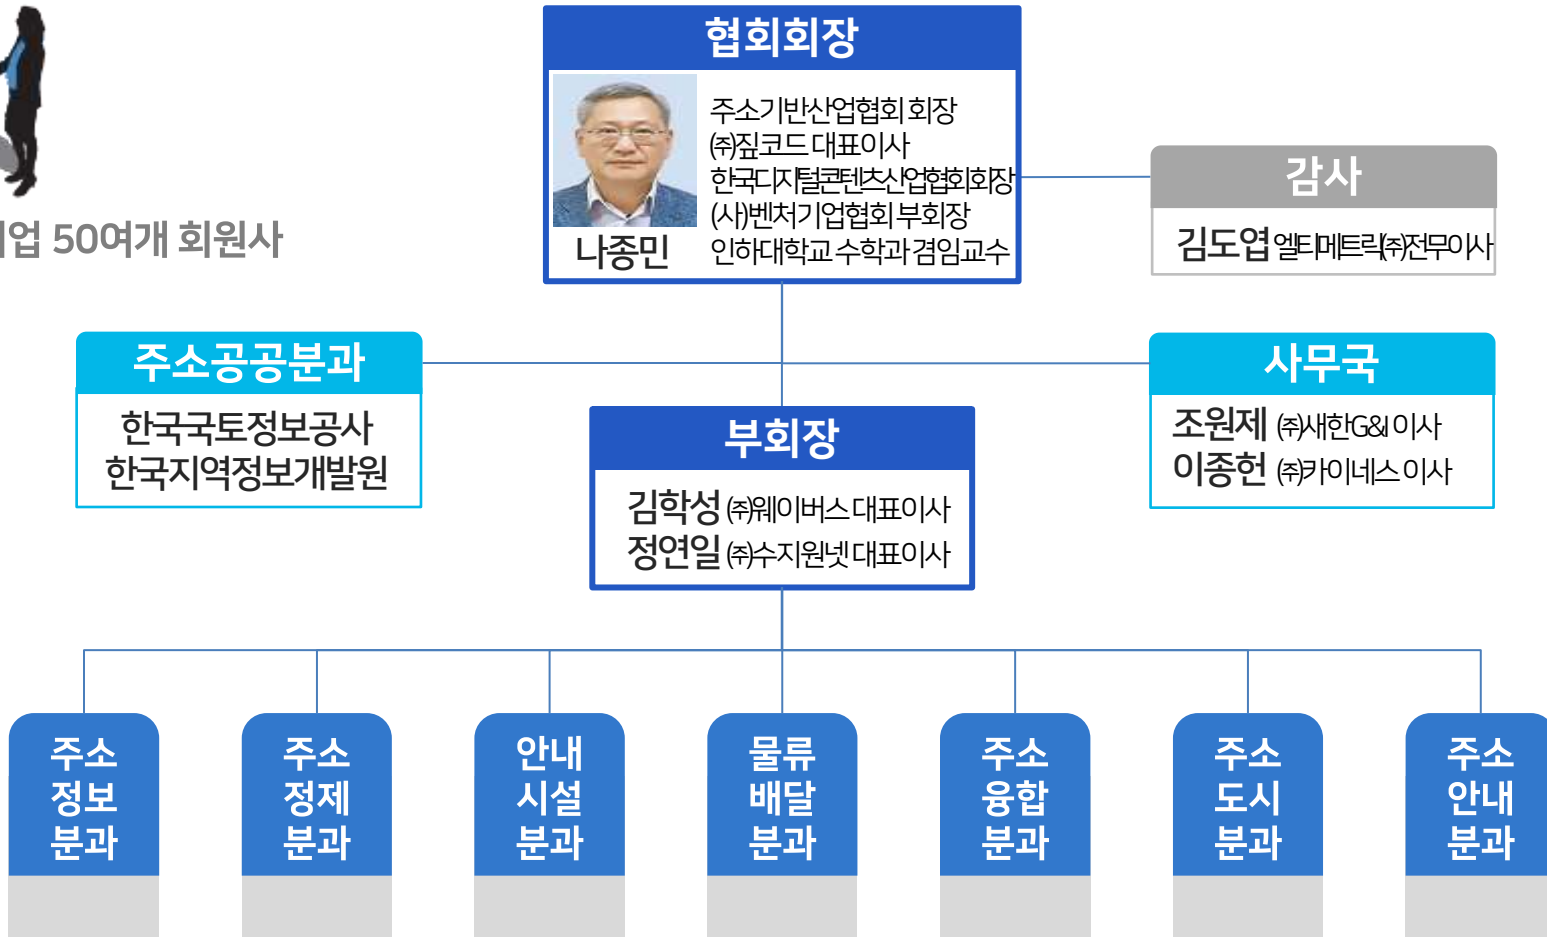 협회회장
주소기반산업협회 회장
㈜짚코드 대표이사
한국디지털콘텐츠산업협회회장
(사)벤처기업협회 부회장
인하대학교 수학과 겸임교수
나종민
감사
김도엽 엘티메트릭㈜전무이사
50여개 회원사
주소공공분과
한국국토정보공사
한국지역정보개발원
사무국
조원제 ㈜새한G&I 이사
이종헌 ㈜카이네스 이사
부회장
김학성 ㈜웨이버스 대표이사
정연일 ㈜수지원넷 대표이사
주소
정보
분과
주소
정제
분과
안내
시설
분과
물류
배달
분과
주소
융합
분과
주소
도시
분과
주소
안내
분과